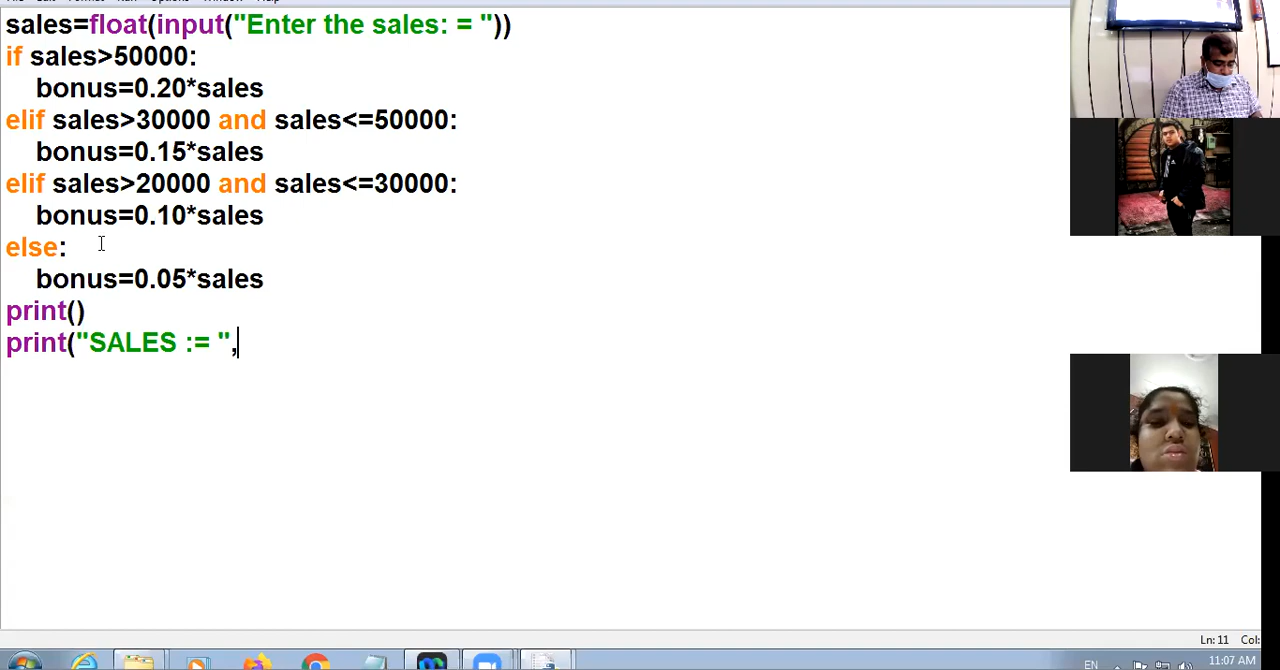 sales=float(input("Enter the sales: = "))
if sales>50000:
    bonus=0.20*sales
elif sales>30000 and sales<=50000:
    bonus=0.15*sales
elif sales>20000 and sales<=30000:
    bonus=0.10*sales
else:
    bonus=0.05*sales
print()
print("SALES := ",
Ln: 11 Col:
EN
11:07 AM